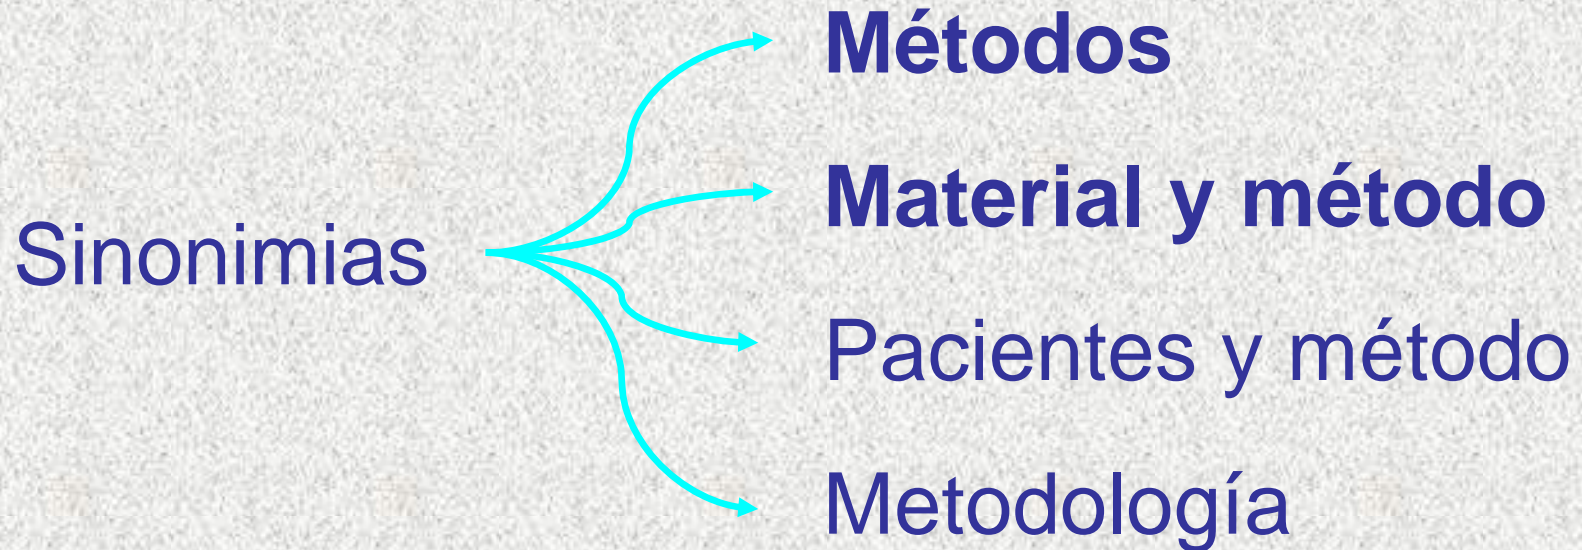 Métodos
Material y método
Sinonimias
Pacientes y método
Metodología